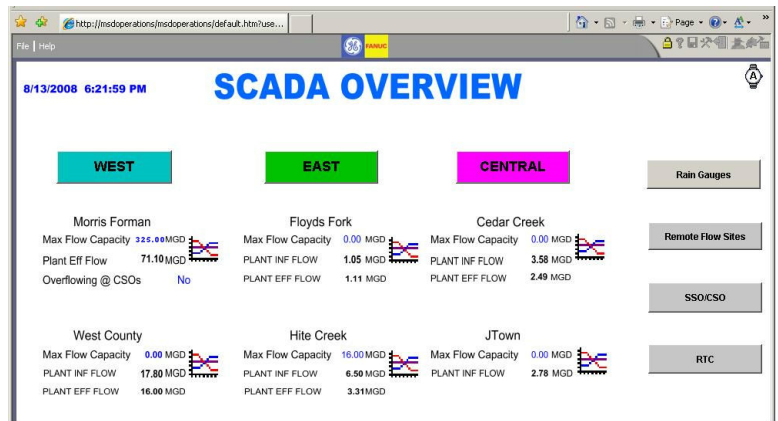 http://msdoperations/msdoperations/default.htm?use...
Page
File | Help
FANUC
8/13/2008 6:21:59 PM
SCADA OVERVIEW
A
WEST
EAST
CENTRAL
Rain Gauges
Remote Flow Sites
SSO/CSO
RTC
Morris Forman
Max Flow Capacity 325.00 MGD
Plant Eff Flow 71.10 MGD
Overflowing @ CSOs No
Floyds Fork
Max Flow Capacity 0.00 MGD
PLANT INF FLOW 1.05 MGD
PLANT EFF FLOW 1.11 MGD
Cedar Creek
Max Flow Capacity 0.00 MGD
PLANT INF FLOW 3.58 MGD
PLANT EFF FLOW 2.49 MGD
West County
Max Flow Capacity 0.00 MGD
PLANT INF FLOW 17.80 MGD
PLANT EFF FLOW 16.00 MGD
Hite Creek
Max Flow Capacity 16.00 MGD
PLANT INF FLOW 6.50 MGD
PLANT EFF FLOW 3.31 MGD
JTown
Max Flow Capacity 0.00 MGD
PLANT INF FLOW 2.78 MGD